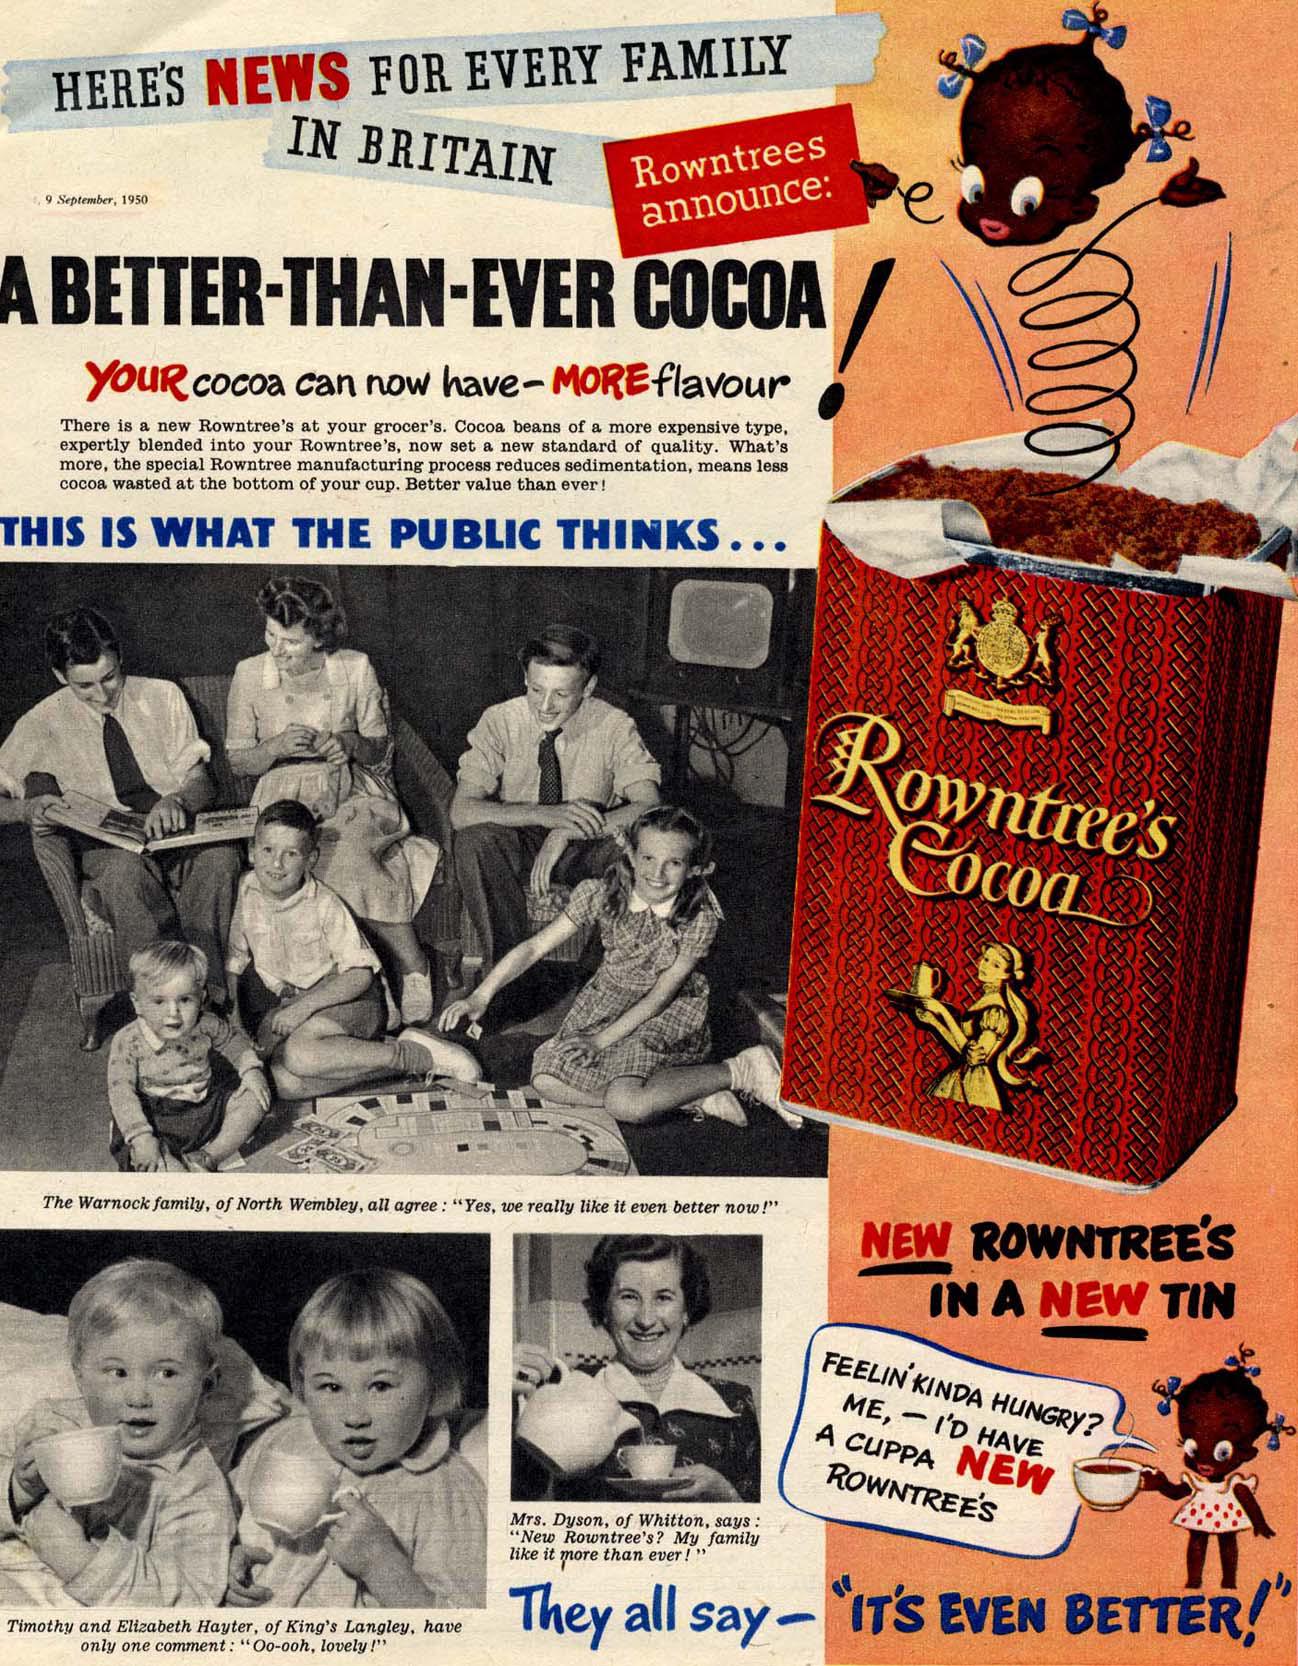 HERE'S NEWS FOR EVERY FAMILY
IN BRITAIN
9 September, 1950
Rowntrees
announce:
A BETTER-THAN-EVER COCOA!
YOUR cocoa can now have - MORE flavour
There is a new Rowntree's at your grocer's. Cocoa beans of a more expensive type,
expertly blended into your Rowntree's, now set a new standard of quality. What's
more, the special Rowntree manufacturing process reduces sedimentation, means less
cocoa wasted at the bottom of your cup. Better value than ever!
THIS IS WHAT THE PUBLIC THINKS...
Rowntree's
Cocoa
The Warnock family, of North Wembley, all agree: "Yes, we really like it even better now!"
NEW ROWNTREE'S
IN A NEW TIN
FEELIN' KINDA HUNGRY?
ME, — I'D HAVE
A CUPPA NEW
ROWNTREE'S
Timothy and Elizabeth Hayter, of King's Langley, have
only one comment: "Oo-ooh, lovely!"
Mrs. Dyson, of Whitton, says:
"New Rowntree's? My family
like it more than ever!"
They all say - "IT'S EVEN BETTER!"